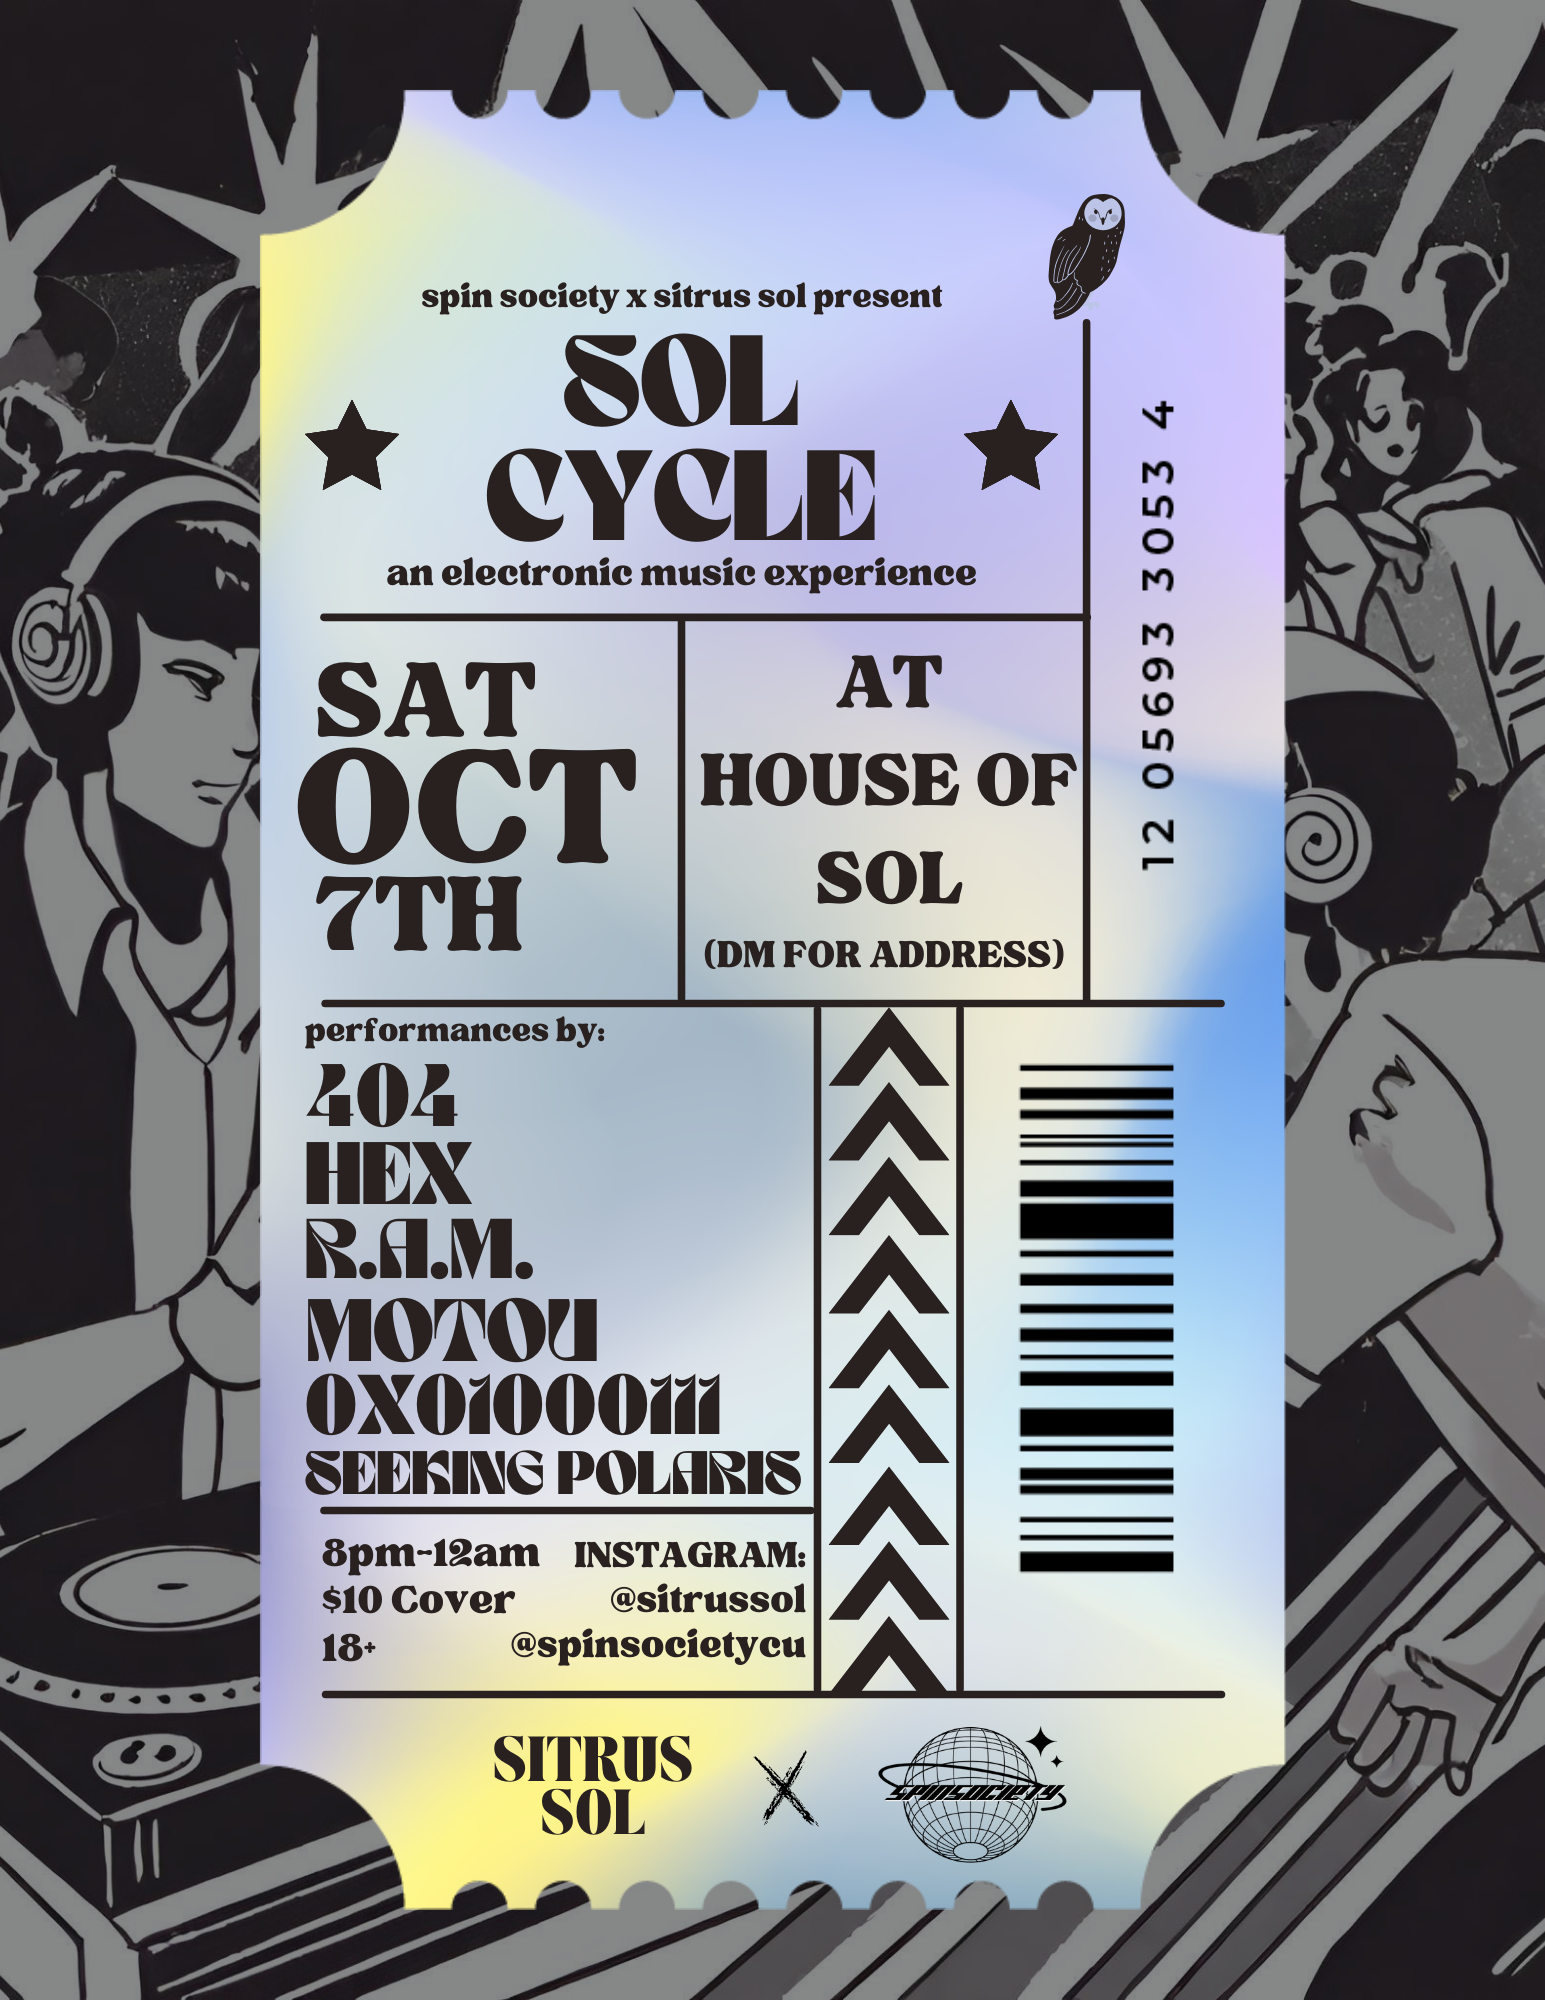 spin society x sitrus sol present
SOL
CYCLE
an electronic music experience
12 05693 3053 4
SAT
OCT
7TH
AT
HOUSE OF
SOL
(DM FOR ADDRESS)
performances by:
404
HEX
R.A.M.
MOTOU
0X01000111
SEEKING POLARIS
8pm-12am
$10 Cover
18+
INSTAGRAM:
@sitrussol
@spinsocietycu
SITRUS
SOL
X
SPINSOCIETY